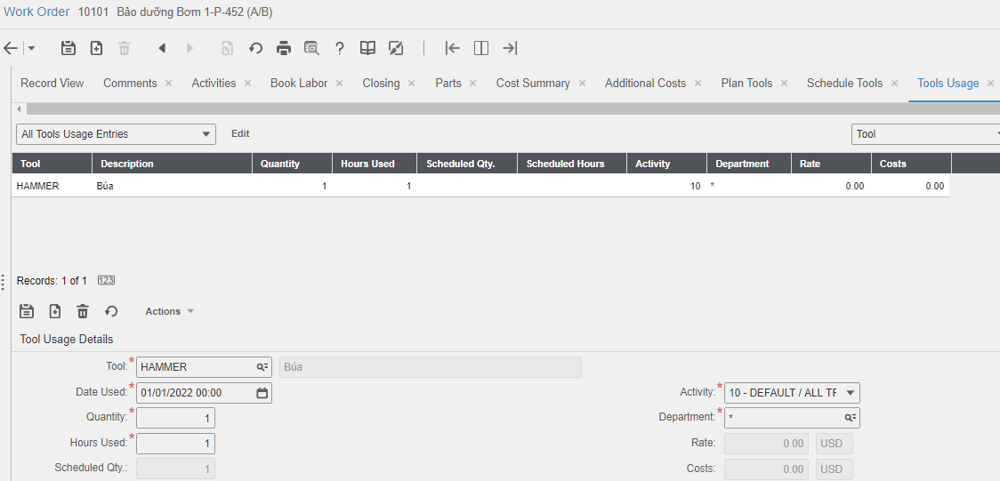 Work Order 10101 Bảo dưỡng Bơm 1-P-452 (A/B)
Record View Comments × Activities × Book Labor × Closing × Parts × Cost Summary × Additional Costs × Plan Tools × Schedule Tools × Tools Usage ×
All Tools Usage Entries Edit Tool
Tool Description Quantity Hours Used Scheduled Qty. Scheduled Hours Activity Department Rate Costs
HAMMER Búa 1 1 10 * 0.00 0.00
Records: 1 of 1 123
Actions
Tool Usage Details
Tool: * HAMMER Búa
Date Used: * 01/01/2022 00:00 Activity: * 10 - DEFAULT / ALL TF
Quantity: * 1 Department: * *
Hours Used: * 1 Rate: 0.00 USD
Scheduled Qty.: 1 Costs: 0.00 USD